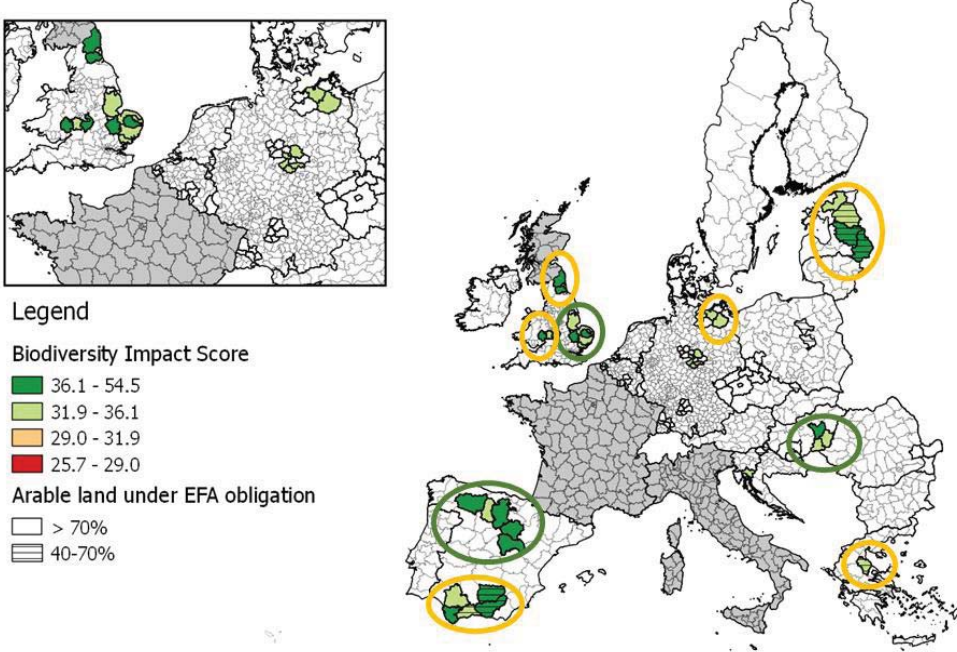 Legend
Biodiversity Impact Score
36.1 - 54.5
31.9 - 36.1
29.0 - 31.9
25.7 - 29.0
Arable land under EFA obligation
> 70%
40-70%